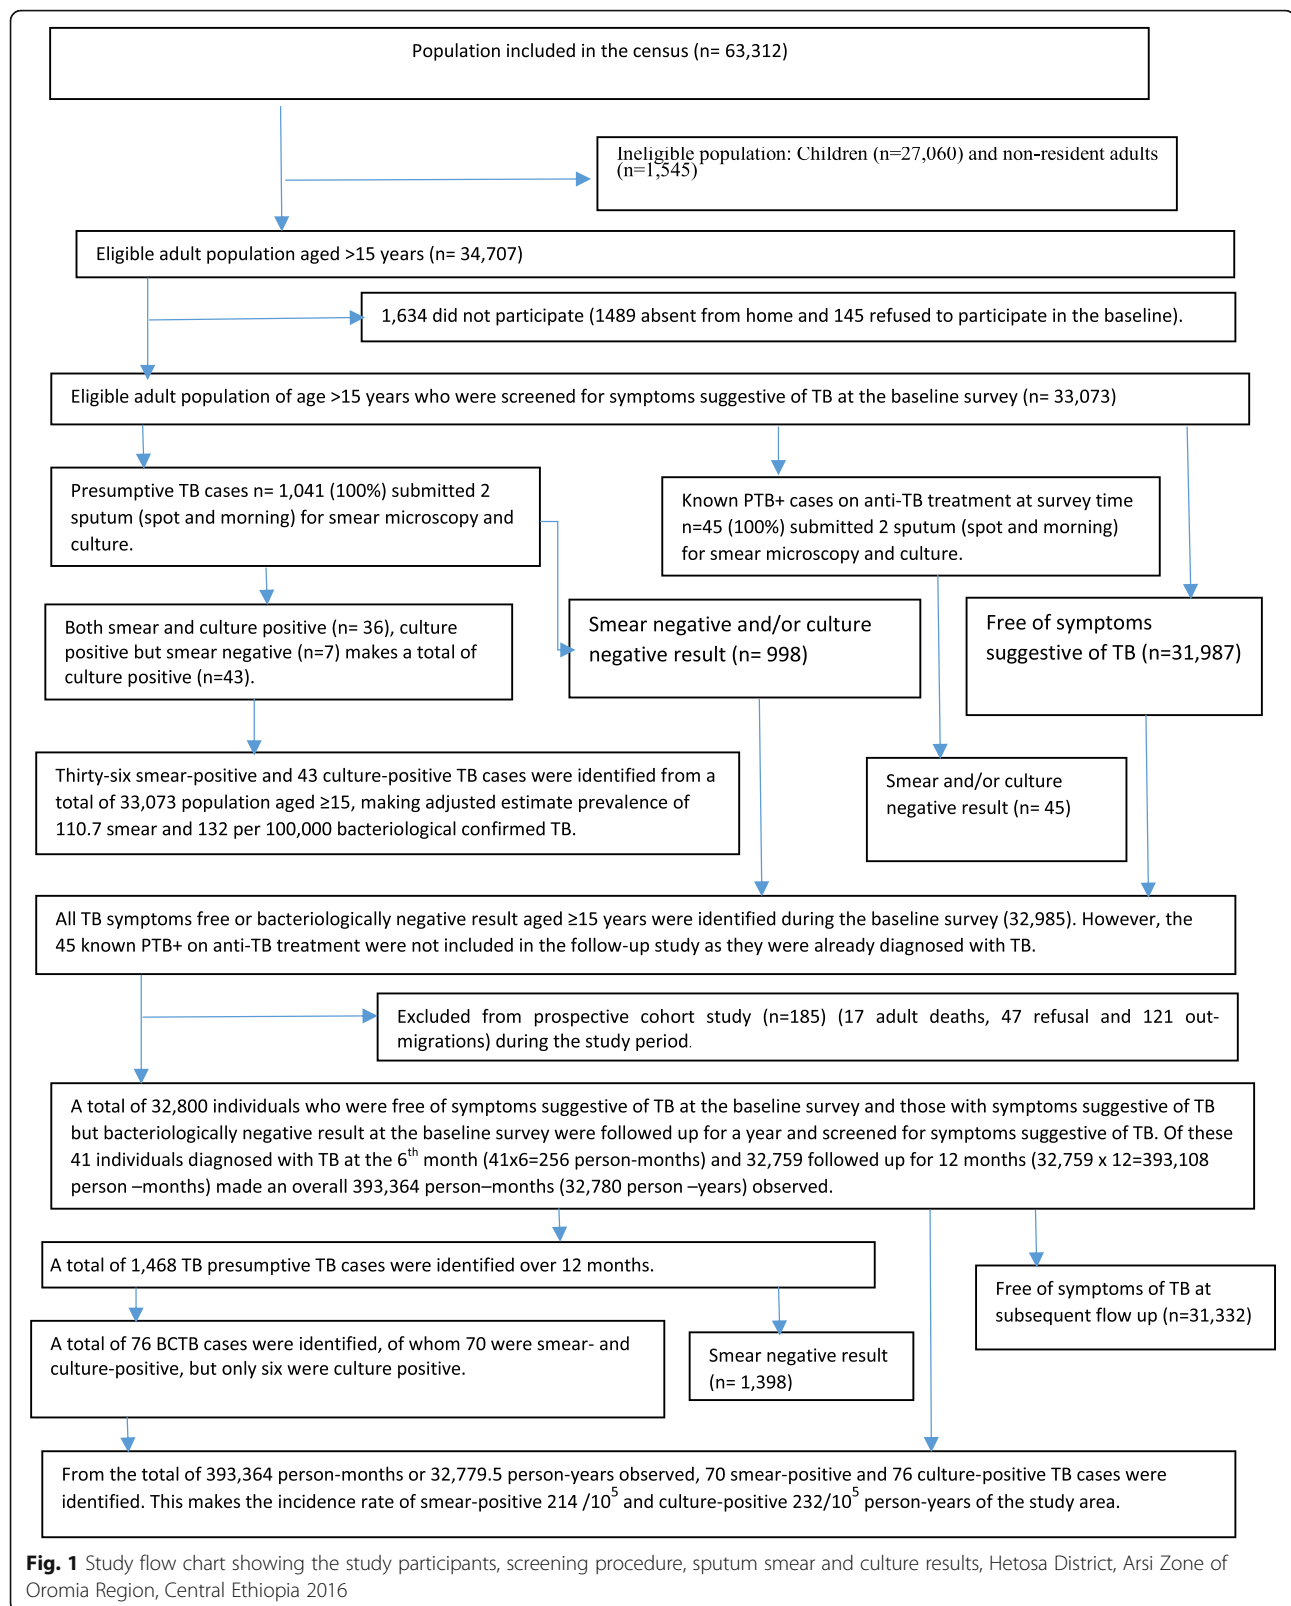 Population included in the census (n= 63,312)
Ineligible population: Children (n=27,060) and non-resident adults
(n=1,545)
Eligible adult population aged >15 years (n= 34,707)
1,634 did not participate (1489 absent from home and 145 refused to participate in the baseline).
Eligible adult population of age >15 years who were screened for symptoms suggestive of TB at the baseline survey (n= 33,073)
Presumptive TB cases n= 1,041 (100%) submitted 2
sputum (spot and morning) for smear microscopy and
culture.
Known PTB+ cases on anti-TB treatment at survey time
n=45 (100%) submitted 2 sputum (spot and morning)
for smear microscopy and culture.
Both smear and culture positive (n= 36), culture
positive but smear negative (n=7) makes a total of
culture positive (n=43).
Smear negative and/or culture
negative result (n= 998)
Free of symptoms
suggestive of TB (n=31,987)
Thirty-six smear-positive and 43 culture-positive TB cases were identified from a
total of 33,073 population aged ≥15, making adjusted estimate prevalence of
110.7 smear and 132 per 100,000 bacteriological confirmed TB.
Smear and/or culture
negative result (n= 45)
All TB symptoms free or bacteriologically negative result aged ≥15 years were identified during the baseline survey (32,985). However, the
45 known PTB+ on anti-TB treatment were not included in the follow-up study as they were already diagnosed with TB.
Excluded from prospective cohort study (n=185) (17 adult deaths, 47 refusal and 121 out-
migrations) during the study period.
A total of 32,800 individuals who were free of symptoms suggestive of TB at the baseline survey and those with symptoms suggestive of TB
but bacteriologically negative result at the baseline survey were followed up for a year and screened for symptoms suggestive of TB. Of these
41 individuals diagnosed with TB at the 6th month (41x6=256 person-months) and 32,759 followed up for 12 months (32,759 x 12=393,108
person –months) made an overall 393,364 person–months (32,780 person –years) observed.
A total of 1,468 TB presumptive TB cases were identified over 12 months.
Free of symptoms of TB at
subsequent flow up (n=31,332)
A total of 76 BCTB cases were identified, of whom 70 were smear- and
culture-positive, but only six were culture positive.
Smear negative result
(n= 1,398)
From the total of 393,364 person-months or 32,779.5 person-years observed, 70 smear-positive and 76 culture-positive TB cases were
identified. This makes the incidence rate of smear-positive 214 /10⁵ and culture-positive 232/10⁵ person-years of the study area.
Fig. 1 Study flow chart showing the study participants, screening procedure, sputum smear and culture results, Hetosa District, Arsi Zone of
Oromia Region, Central Ethiopia 2016